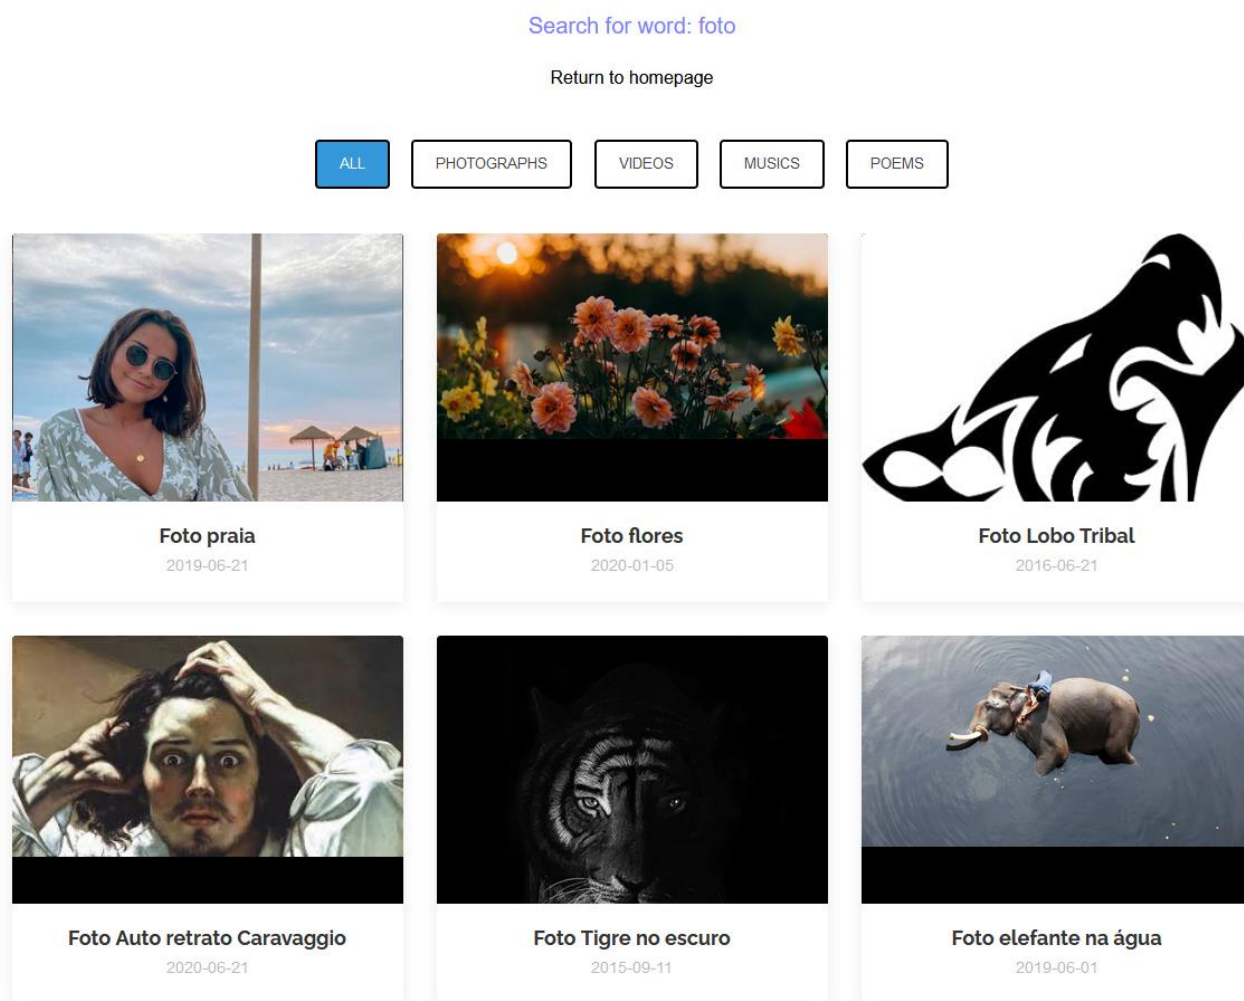 Search for word: foto
Return to homepage
ALL PHOTOGRAPHS VIDEOS MUSICS POEMS
Foto praia Foto flores Foto Lobo Tribal
2019-06-21 2020-01-05 2016-06-21
Foto Auto retrato Caravaggio Foto Tigre no escuro Foto elefante na água
2020-06-21 2015-09-11 2019-06-01